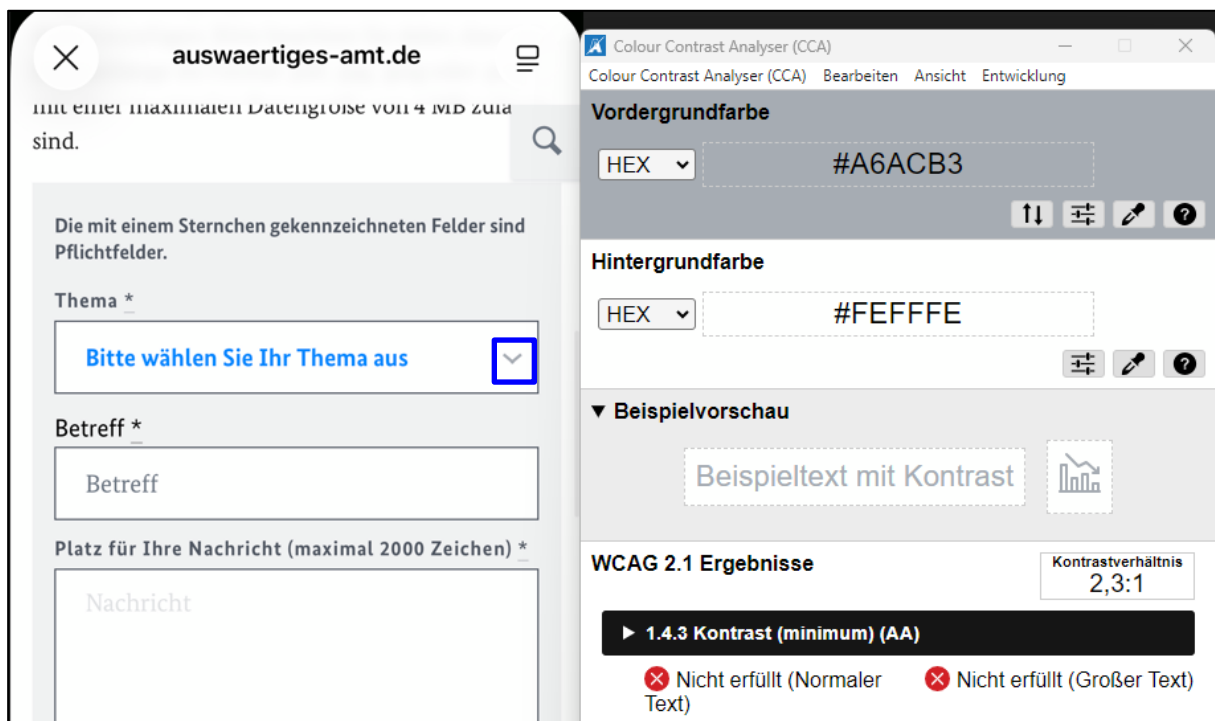 auswaertiges-amt.de
mit einer maximalen Dateigröße von 4 MB zula
sind.
Die mit einem Sternchen gekennzeichneten Felder sind
Pflichtfelder.
Thema *
Bitte wählen Sie Ihr Thema aus
Betreff *
Betreff
Platz für Ihre Nachricht (maximal 2000 Zeichen) *
Nachricht
Colour Contrast Analyser (CCA)
Colour Contrast Analyser (CCA) Bearbeiten Ansicht Entwicklung
Vordergrundfarbe
HEX #A6ACB3
Hintergrundfarbe
HEX #FEFFFE
▼ Beispielvorschau
Beispieltext mit Kontrast
WCAG 2.1 Ergebnisse
Kontrastverhältnis
2,3:1
▶ 1.4.3 Kontrast (minimum) (AA)
Nicht erfüllt (Normaler
Text)
Nicht erfüllt (Großer Text)